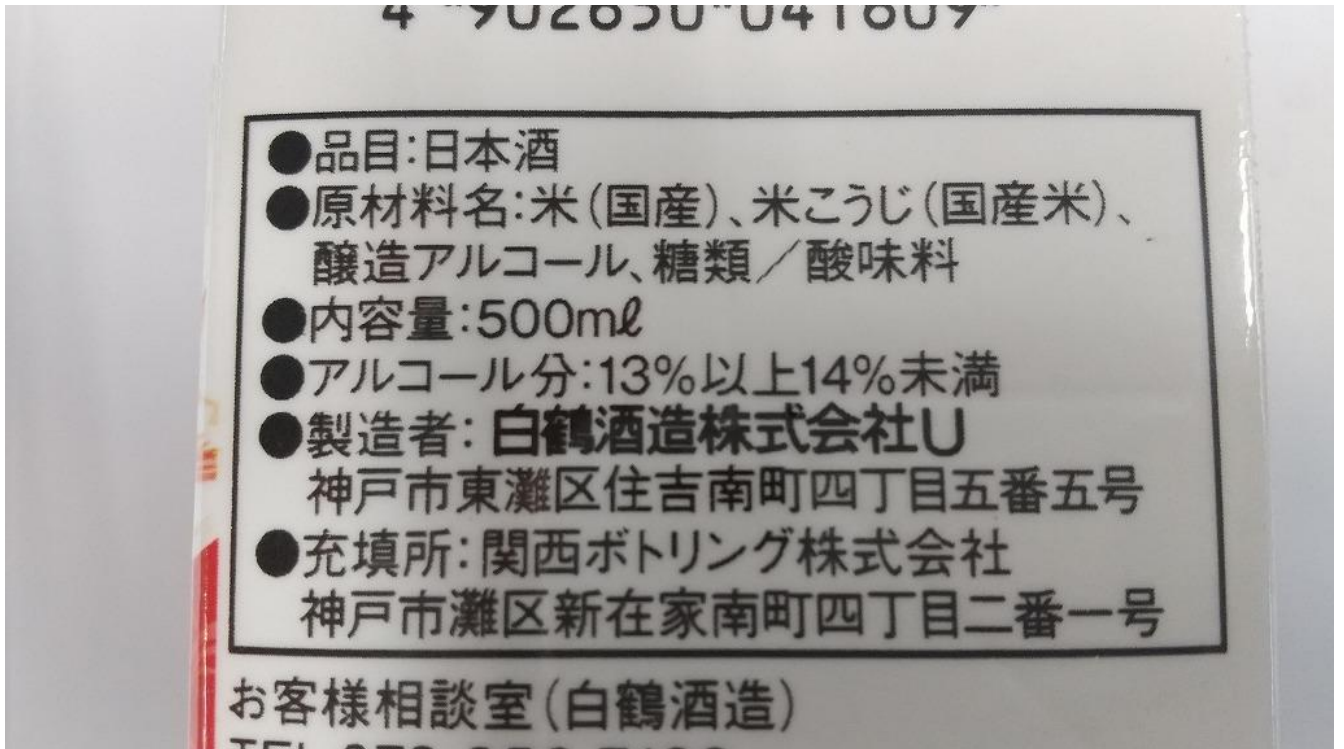 4 902650 041609
●品目:日本酒
●原材料名:米(国産)、米こうじ(国産米)、
醸造アルコール、糖類/酸味料
●内容量:500mℓ
●アルコール分:13%以上14%未満
●製造者:白鶴酒造株式会社U
神戸市東灘区住吉南町四丁目五番五号
●充填所:関西ボトリング株式会社
神戸市灘区新在家南町四丁目二番一号
お客様相談室(白鶴酒造)